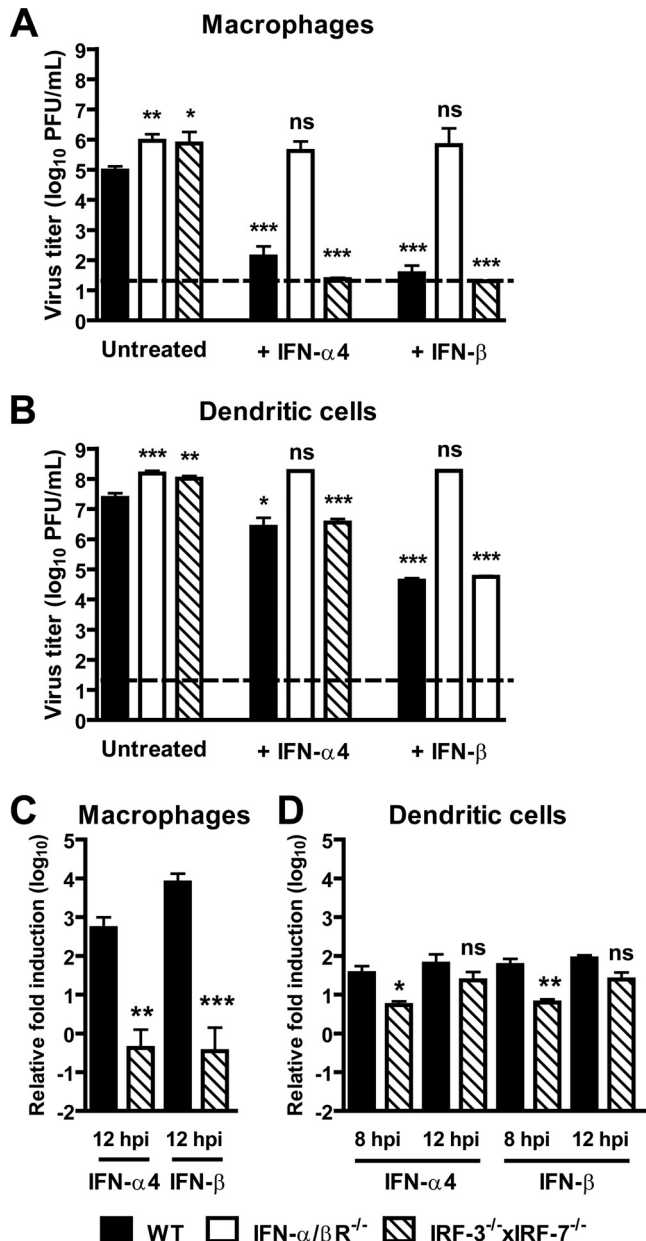 A
Macrophages
Virus titer (log10 PFU/mL)
9
8
7
6
5
4
3
2
1
0
** * ns ns
*** *** *** ***
Untreated + IFN-α4 + IFN-β
B
Dendritic cells
Virus titer (log10 PFU/mL)
9
8
7
6
5
4
3
2
1
0
*** ** ns ns
* *** *** ***
Untreated + IFN-α4 + IFN-β
C
Macrophages
Relative fold induction (log10)
5
4
3
2
1
0
-1
-2
** ***
12 hpi 12 hpi
IFN-α4 IFN-β
D
Dendritic cells
Relative fold induction (log10)
5
4
3
2
1
0
-1
-2
* ns ** ns
8 hpi 12 hpi 8 hpi 12 hpi
IFN-α4 IFN-β
WT IFN-α/βR-/- IRF-3-/-xIRF-7-/-